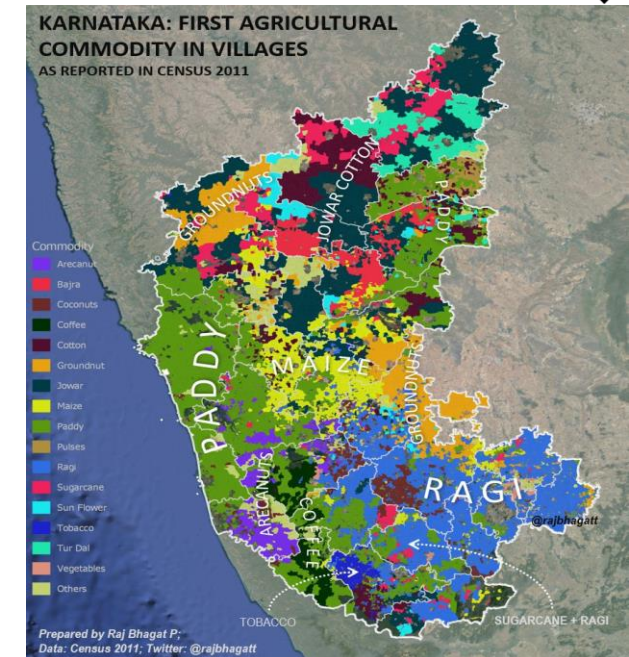 KARNATAKA: FIRST AGRICULTURAL
COMMODITY IN VILLAGES
AS REPORTED IN CENSUS 2011
GROUNDNUTS
JOWAR COTTON
PADDY
Commodity
Arecanut
Bajra
Coconuts
Coffee
Cotton
Groundnut
Jowar
Maize
Paddy
Pulses
Ragi
Sugarcane
Sun Flower
Tobacco
Tur Dal
Vegetables
Others
PADDY
MAIZE
GROUNDNUTS
ARECANUTS
COFFEE
RAGI
@rajbhagatt
TOBACCO
SUGARCANE + RAGI
Prepared by Raj Bhagat P;
Data: Census 2011; Twitter: @rajbhagatt